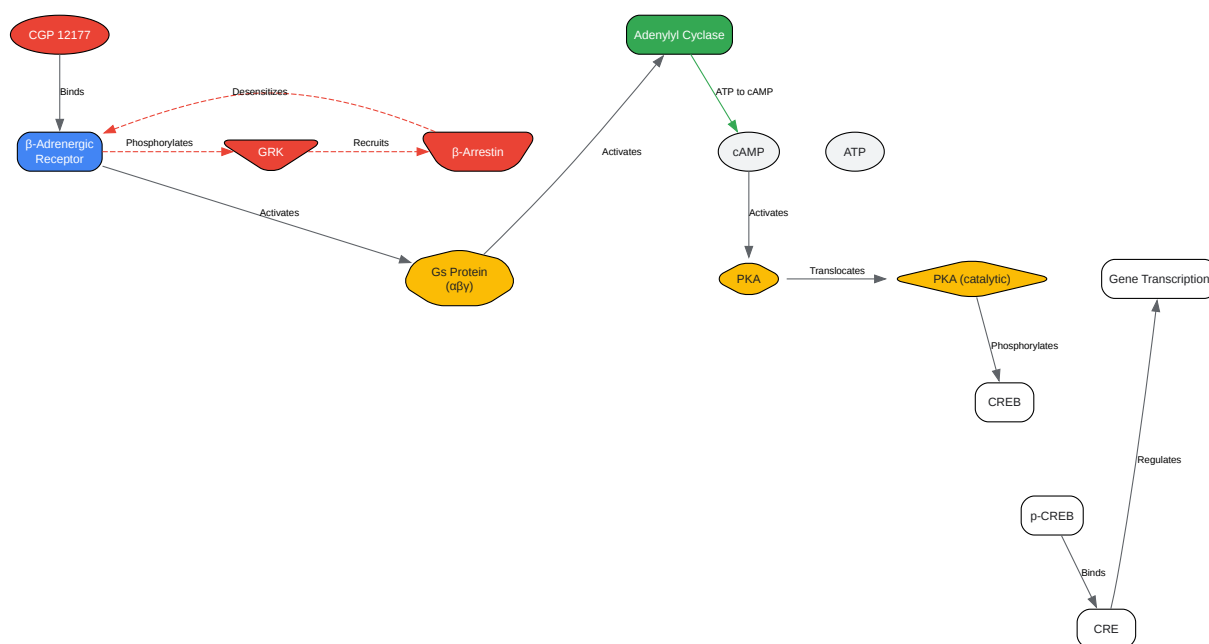 CGP 12177
Adenylyl Cyclase
Binds
Desensitizes
ATP to cAMP
β-Adrenergic
Receptor
Phosphorylates
GRK
Recruits
β-Arrestin
Activates
cAMP
ATP
Activates
Activates
Gs Protein
(αβγ)
PKA
Translocates
PKA (catalytic)
Gene Transcription
Phosphorylates
CREB
Regulates
p-CREB
Binds
CRE